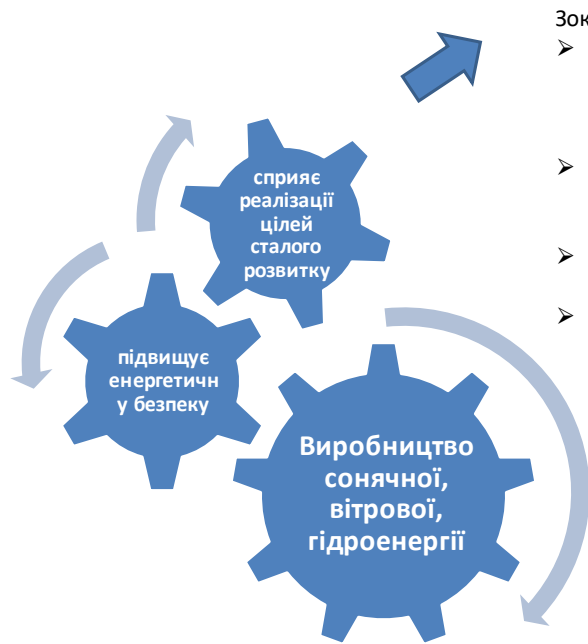 Зок
➢
➢
➢
➢
сприяє
реалізації
цілей
сталого
розвитку
підвищує
енергетичн
у безпеку
Виробництво
сонячної,
вітрової,
гідроенергії